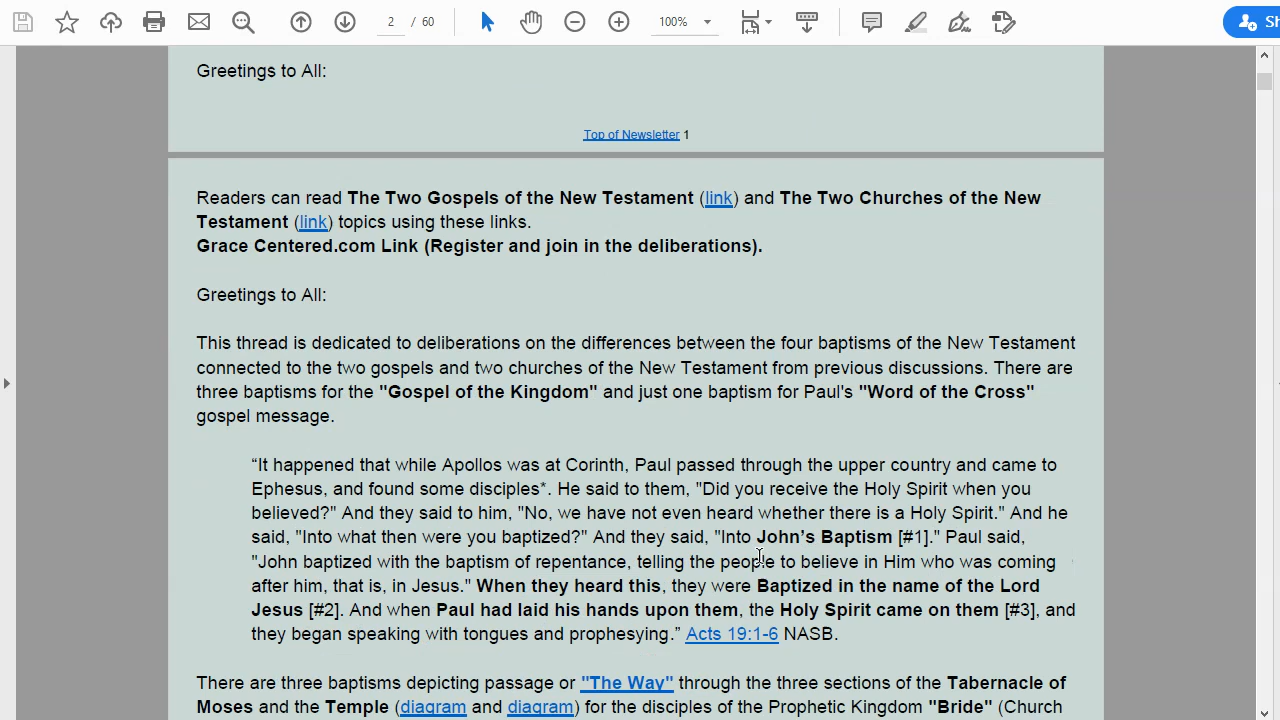 2 / 60 100% Sh
Greetings to All:
Top of Newsletter 1
Readers can read The Two Gospels of the New Testament (link) and The Two Churches of the New
Testament (link) topics using these links.
Grace Centered.com Link (Register and join in the deliberations).
Greetings to All:
This thread is dedicated to deliberations on the differences between the four baptisms of the New Testament
connected to the two gospels and two churches of the New Testament from previous discussions. There are
three baptisms for the "Gospel of the Kingdom" and just one baptism for Paul's "Word of the Cross"
gospel message.
“It happened that while Apollos was at Corinth, Paul passed through the upper country and came to
Ephesus, and found some disciples*. He said to them, "Did you receive the Holy Spirit when you
believed?" And they said to him, "No, we have not even heard whether there is a Holy Spirit." And he
said, "Into what then were you baptized?" And they said, "Into John’s Baptism [#1]." Paul said,
"John baptized with the baptism of repentance, telling the people to believe in Him who was coming
after him, that is, in Jesus." When they heard this, they were Baptized in the name of the Lord
Jesus [#2]. And when Paul had laid his hands upon them, the Holy Spirit came on them [#3], and
they began speaking with tongues and prophesying.” Acts 19:1-6 NASB.
There are three baptisms depicting passage or "The Way" through the three sections of the Tabernacle of
Moses and the Temple (diagram and diagram) for the disciples of the Prophetic Kingdom "Bride" (Church